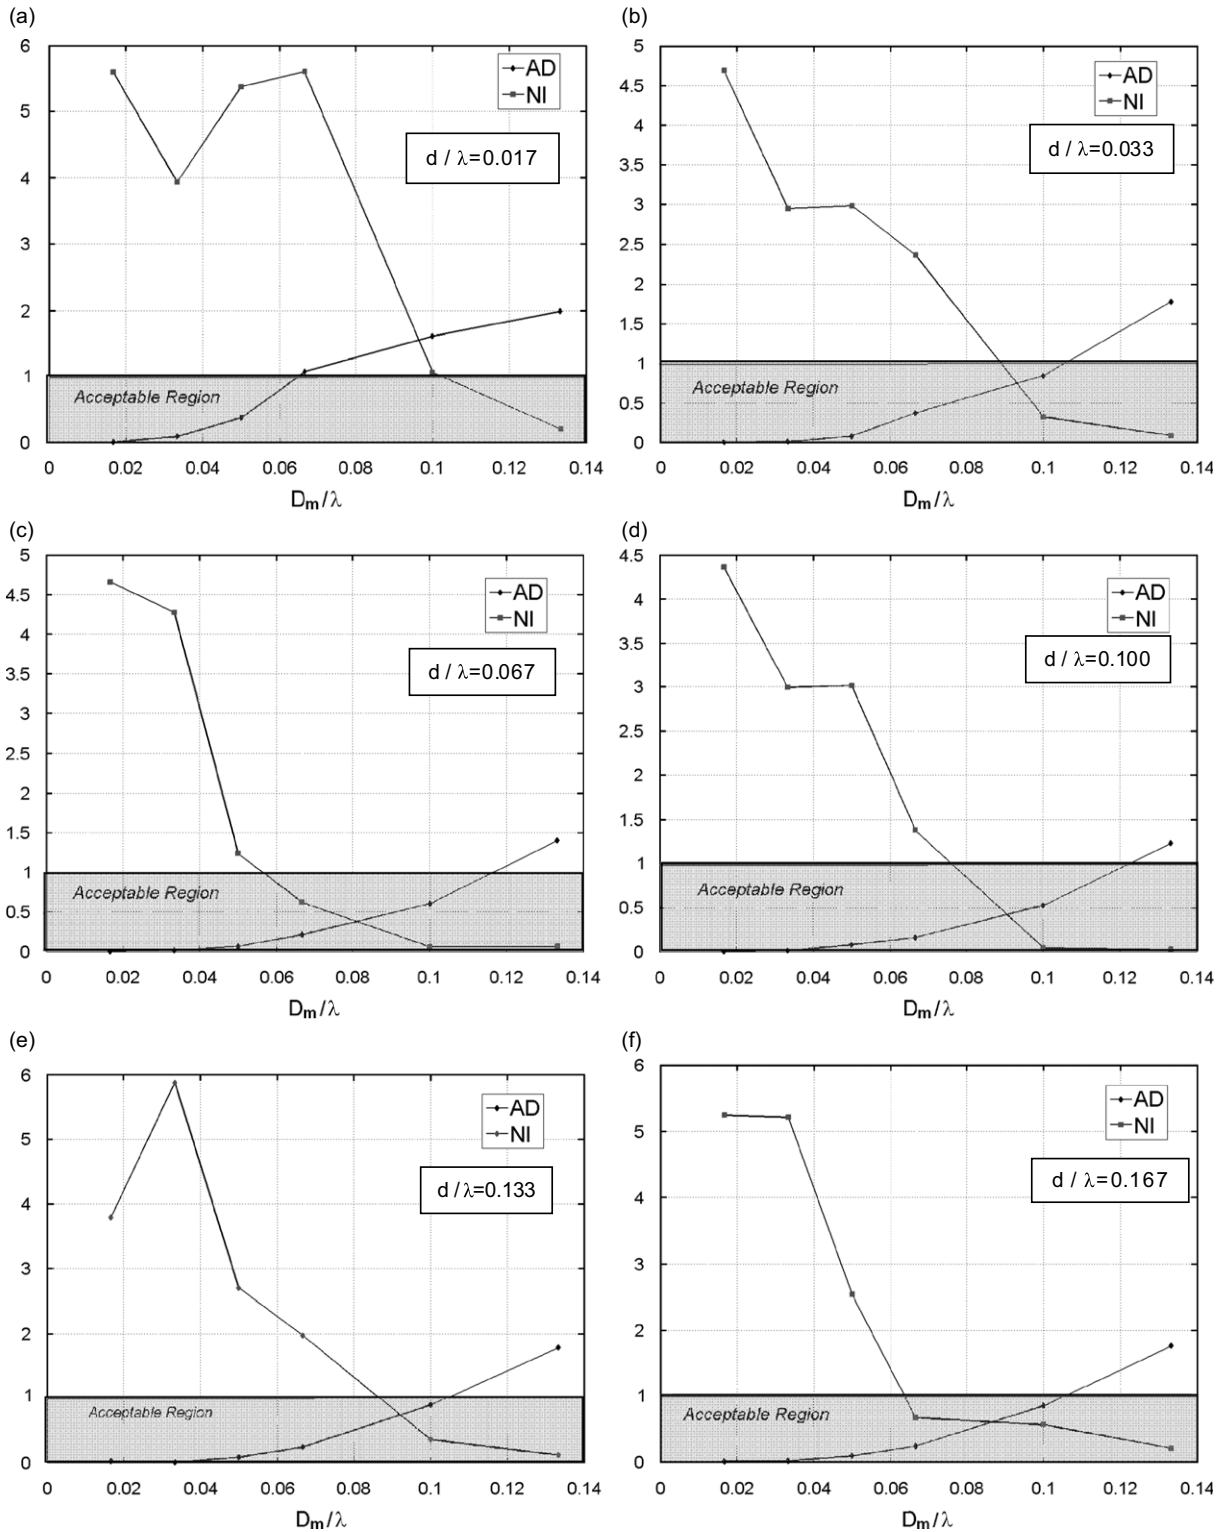 (a)
6
5
4
3
2
1
0
AD
NI
d / λ=0.017
Acceptable Region
0 0.02 0.04 0.06 0.08 0.1 0.12 0.14
Dm/λ
(b)
5
4.5
4
3.5
3
2.5
2
1.5
1
0.5
0
AD
NI
d / λ=0.033
Acceptable Region
0 0.02 0.04 0.06 0.08 0.1 0.12 0.14
Dm/λ
(c)
5
4.5
4
3.5
3
2.5
2
1.5
1
0.5
0
AD
NI
d / λ=0.067
Acceptable Region
0 0.02 0.04 0.06 0.08 0.1 0.12 0.14
Dm/λ
(d)
4.5
4
3.5
3
2.5
2
1.5
1
0.5
0
AD
NI
d / λ=0.100
Acceptable Region
0 0.02 0.04 0.06 0.08 0.1 0.12 0.14
Dm/λ
(e)
6
5
4
3
2
1
0
AD
NI
d / λ=0.133
Acceptable Region
0 0.02 0.04 0.06 0.08 0.1 0.12 0.14
Dm/λ
(f)
6
5
4
3
2
1
0
AD
NI
d / λ=0.167
Acceptable Region
0 0.02 0.04 0.06 0.08 0.1 0.12 0.14
Dm/λ